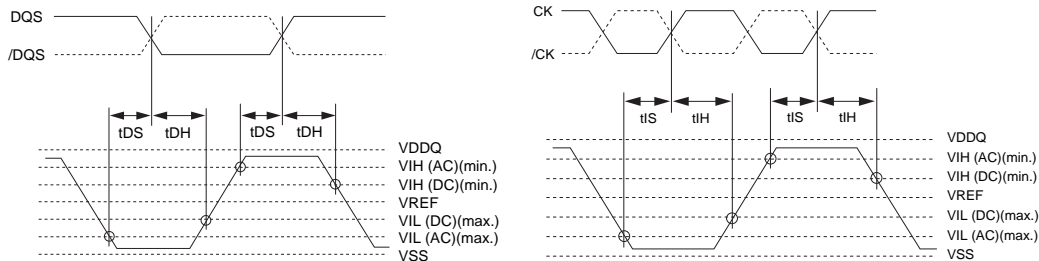 DQS
/DQS
tDS
tDH
tDS
tDH
VDDQ
VIH (AC)(min.)
VIH (DC)(min.)
VREF
VIL (DC)(max.)
VIL (AC)(max.)
VSS
CK
/CK
tIS
tIH
tIS
tIH
VDDQ
VIH (AC)(min.)
VIH (DC)(min.)
VREF
VIL (DC)(max.)
VIL (AC)(max.)
VSS